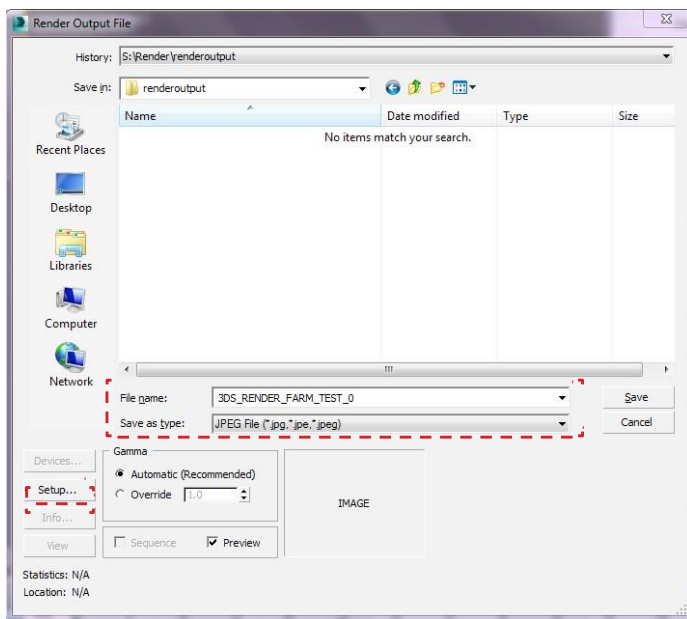 Render Output File
History: S:\Render\renderoutput
Save in: renderoutput
Name Date modified Type Size
No items match your search.
Recent Places
Desktop
Libraries
Computer
Network
File name: 3DS_RENDER_FARM_TEST_0 Save
Save as type: JPEG File (*.jpg,*.jpe,*.jpeg) Cancel
Devices... Gamma
Automatic (Recommended)
Setup... Override 1.0
IMAGE
Info...
View Sequence Preview
Statistics: N/A
Location: N/A